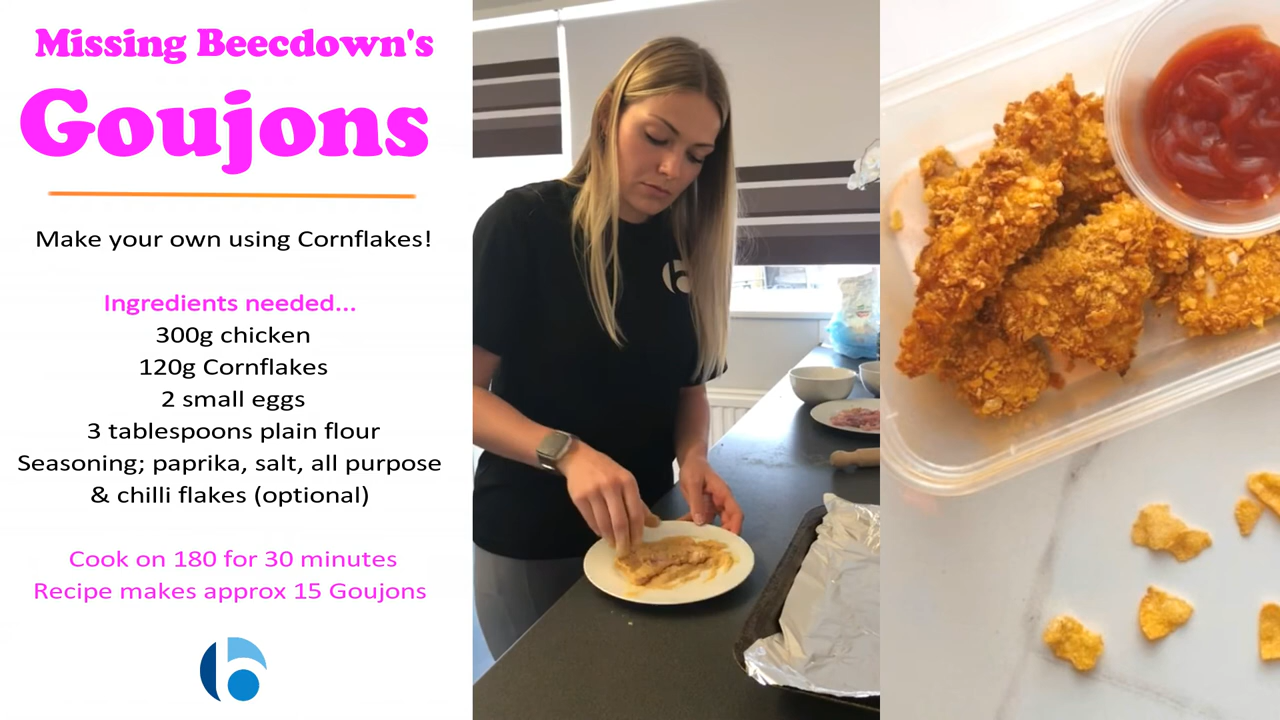 Missing Beecdown's
Goujons
Make your own using Cornflakes!
Ingredients needed...
300g chicken
120g Cornflakes
2 small eggs
3 tablespoons plain flour
Seasoning; paprika, salt, all purpose
& chilli flakes (optional)
Cook on 180 for 30 minutes
Recipe makes approx 15 Goujons
b
b